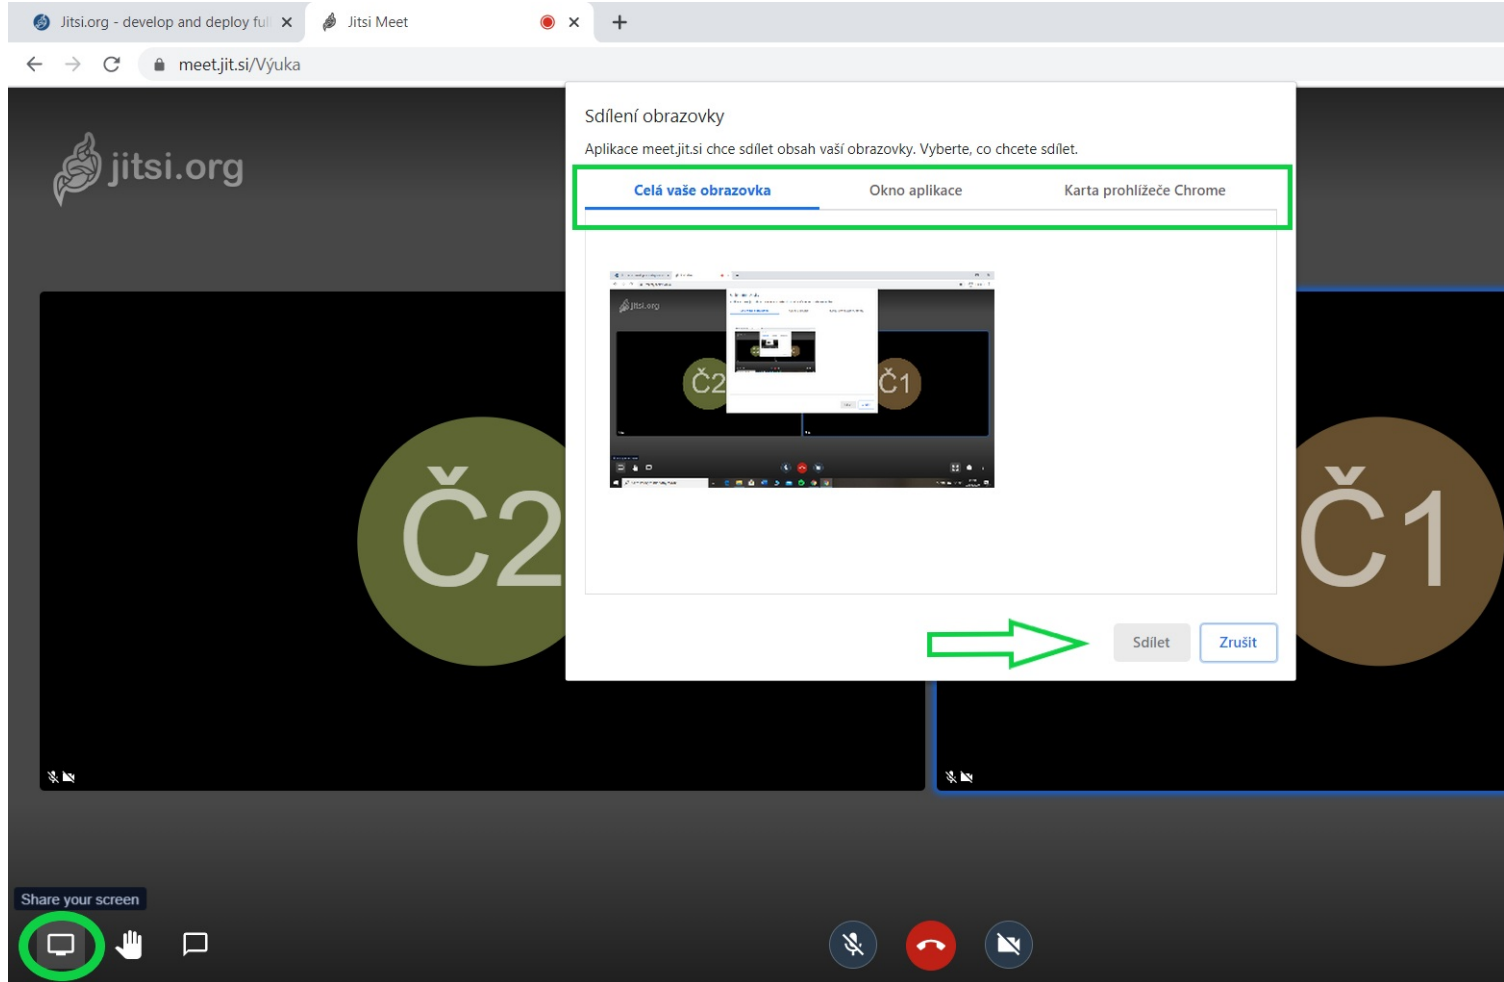 Jitsi.org - develop and deploy ful
Jitsi Meet
meet.jit.si/Výuka
jitsi.org
Sdílení obrazovky
Aplikace meet.jit.si chce sdílet obsah vaší obrazovky. Vyberte, co chcete sdílet.
Celá vaše obrazovka
Okno aplikace
Karta prohlížeče Chrome
jitsi.org
Č2
Č1
Č2
Č1
Sdílet
Zrušit
Share your screen